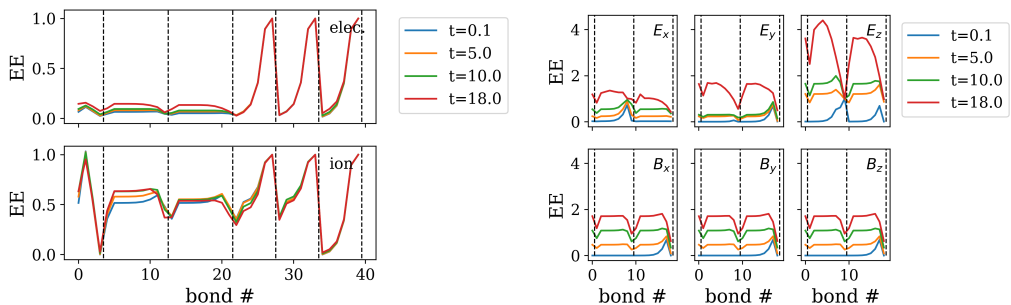 EE
1.0
0.5
0.0
elec.
t=0.1
t=5.0
t=10.0
t=18.0
EE
1.0
0.5
0.0
ion
0 10 20 30 40
bond #
EE
4
2
0
Eₓ
E_y
E_z
t=0.1
t=5.0
t=10.0
t=18.0
EE
4
2
0
Bₓ
B_y
B_z
0 10
0 10
0 10
bond #
bond #
bond #